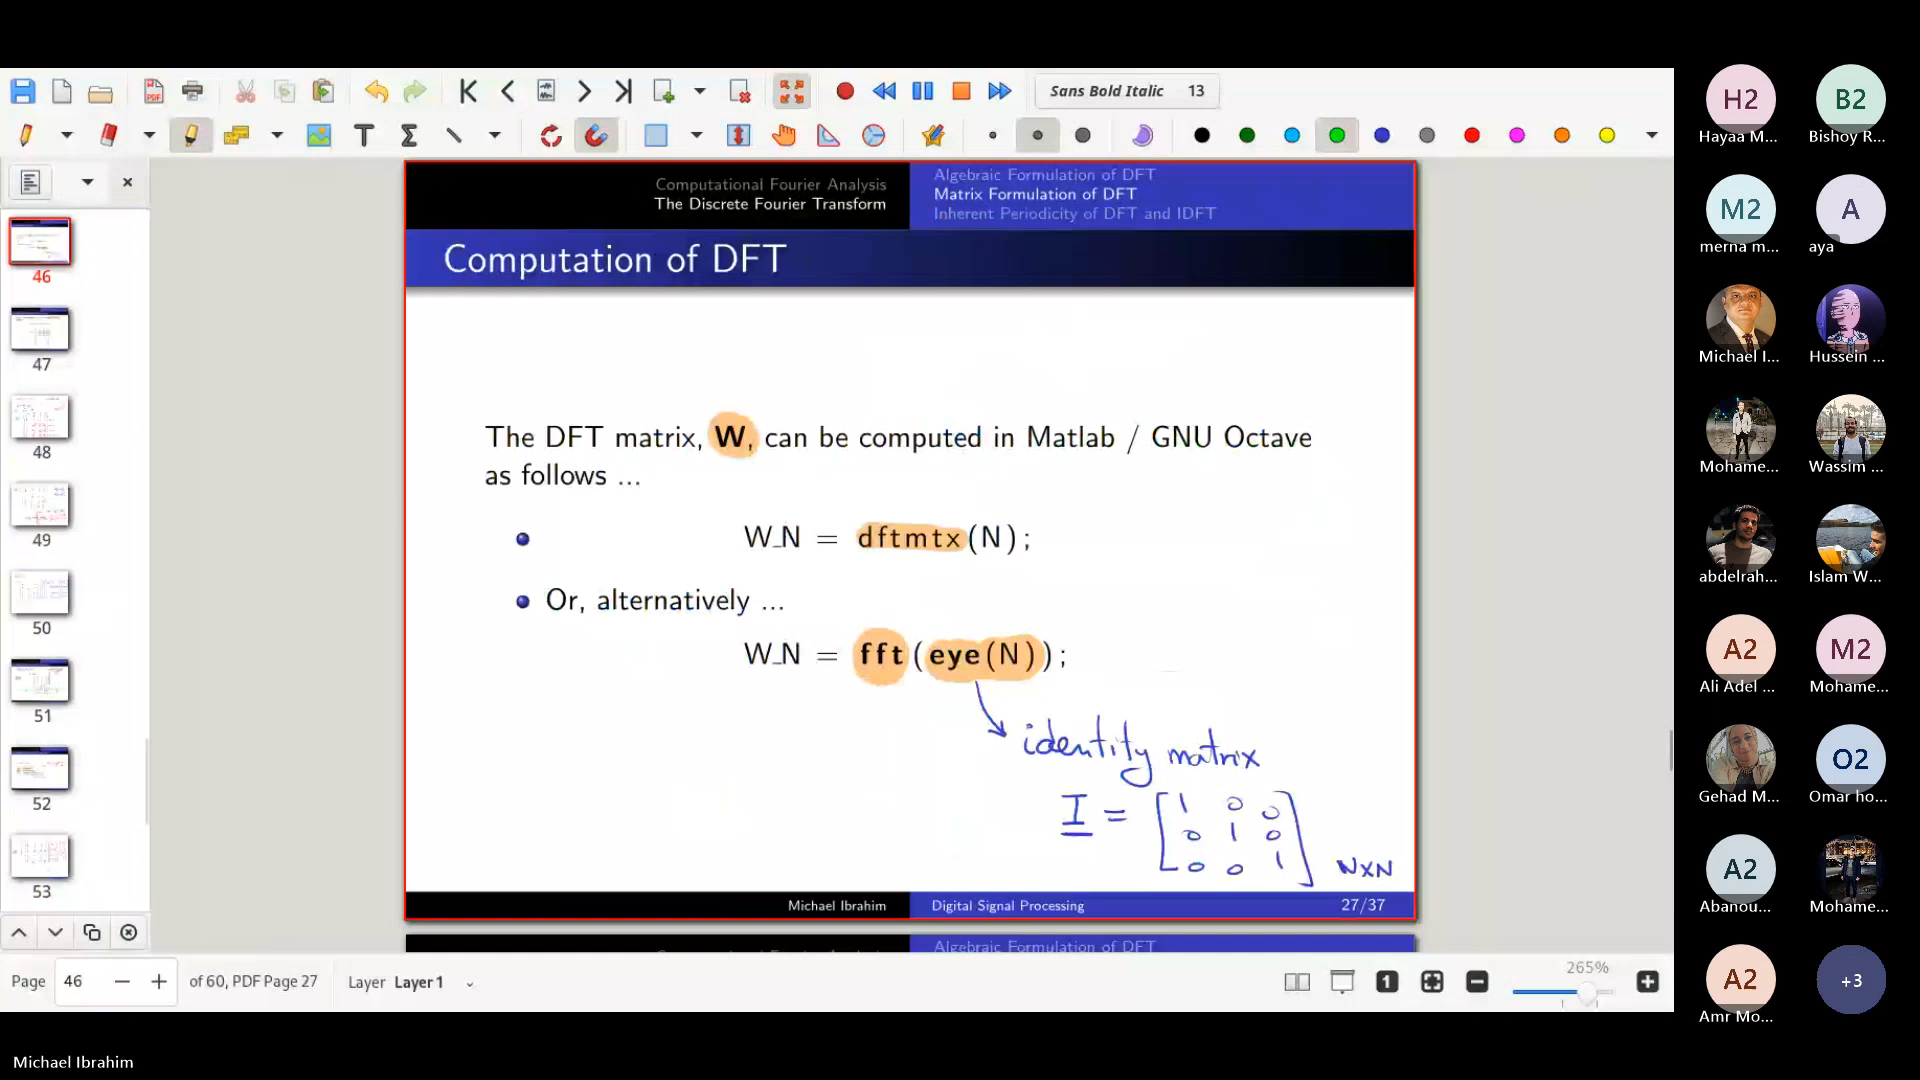 Sans Bold Italic 13
Computational Fourier Analysis
The Discrete Fourier Transform
Algebraic Formulation of DFT
Matrix Formulation of DFT
Inherent Periodicity of DFT and IDFT
Computation of DFT
The DFT matrix, W, can be computed in Matlab / GNU Octave
as follows ...
W_N = dftmtx(N);
Or, alternatively ...
W_N = fft(eye(N));
identity matrix
I = [1 0 0
0 1 0
0 0 1] NXN
Michael Ibrahim
Digital Signal Processing
27/37
Algebraic Formulation of DFT
46
47
48
49
50
51
52
53
Page 46 of 60, PDF Page 27
Layer Layer 1
1
265%
H2
Hayaa M...
B2
Bishoy R...
M2
merna m...
A
aya
Michael I...
Hussein ...
Mohame...
Wassim ...
abdelrah...
Islam W...
A2
Ali Adel ...
M2
Mohame...
Gehad M...
O2
Omar ho...
A2
Abanou...
Mohame...
A2
Amr Mo...
+3
Michael Ibrahim